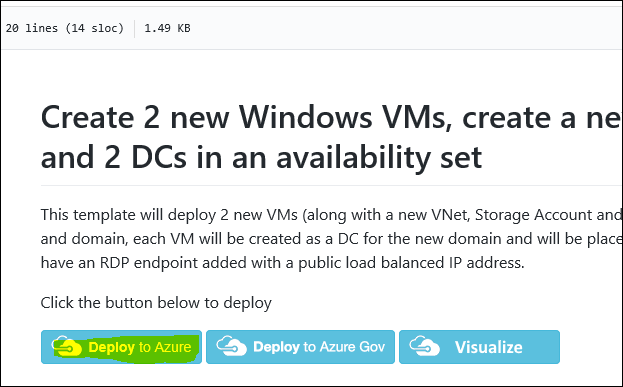 20 lines (14 sloc) 1.49 KB
Create 2 new Windows VMs, create a ne
and 2 DCs in an availability set
This template will deploy 2 new VMs (along with a new VNet, Storage Account and
and domain, each VM will be created as a DC for the new domain and will be place
have an RDP endpoint added with a public load balanced IP address.
Click the button below to deploy
Deploy to Azure Deploy to Azure Gov Visualize